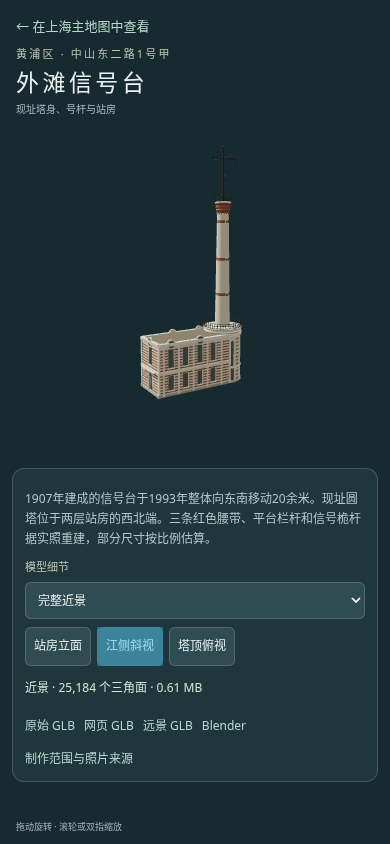 ← 在上海主地图中查看
黄浦区 · 中山东二路1号甲
外滩信号台
现址塔身、号杆与站房
1907年建成的信号台于1993年整体向东南移动20余米。现址圆
塔位于两层站房的西北端。三条红色腰带、平台栏杆和信号桅杆
据实照重建，部分尺寸按比例估算。
模型细节
完整近景
站房立面 江侧斜视 塔顶俯视
近景 · 25,184 个三角面 · 0.61 MB
原始 GLB 网页 GLB 远景 GLB Blender
制作范围与照片来源
拖动旋转 · 滚轮或双指缩放